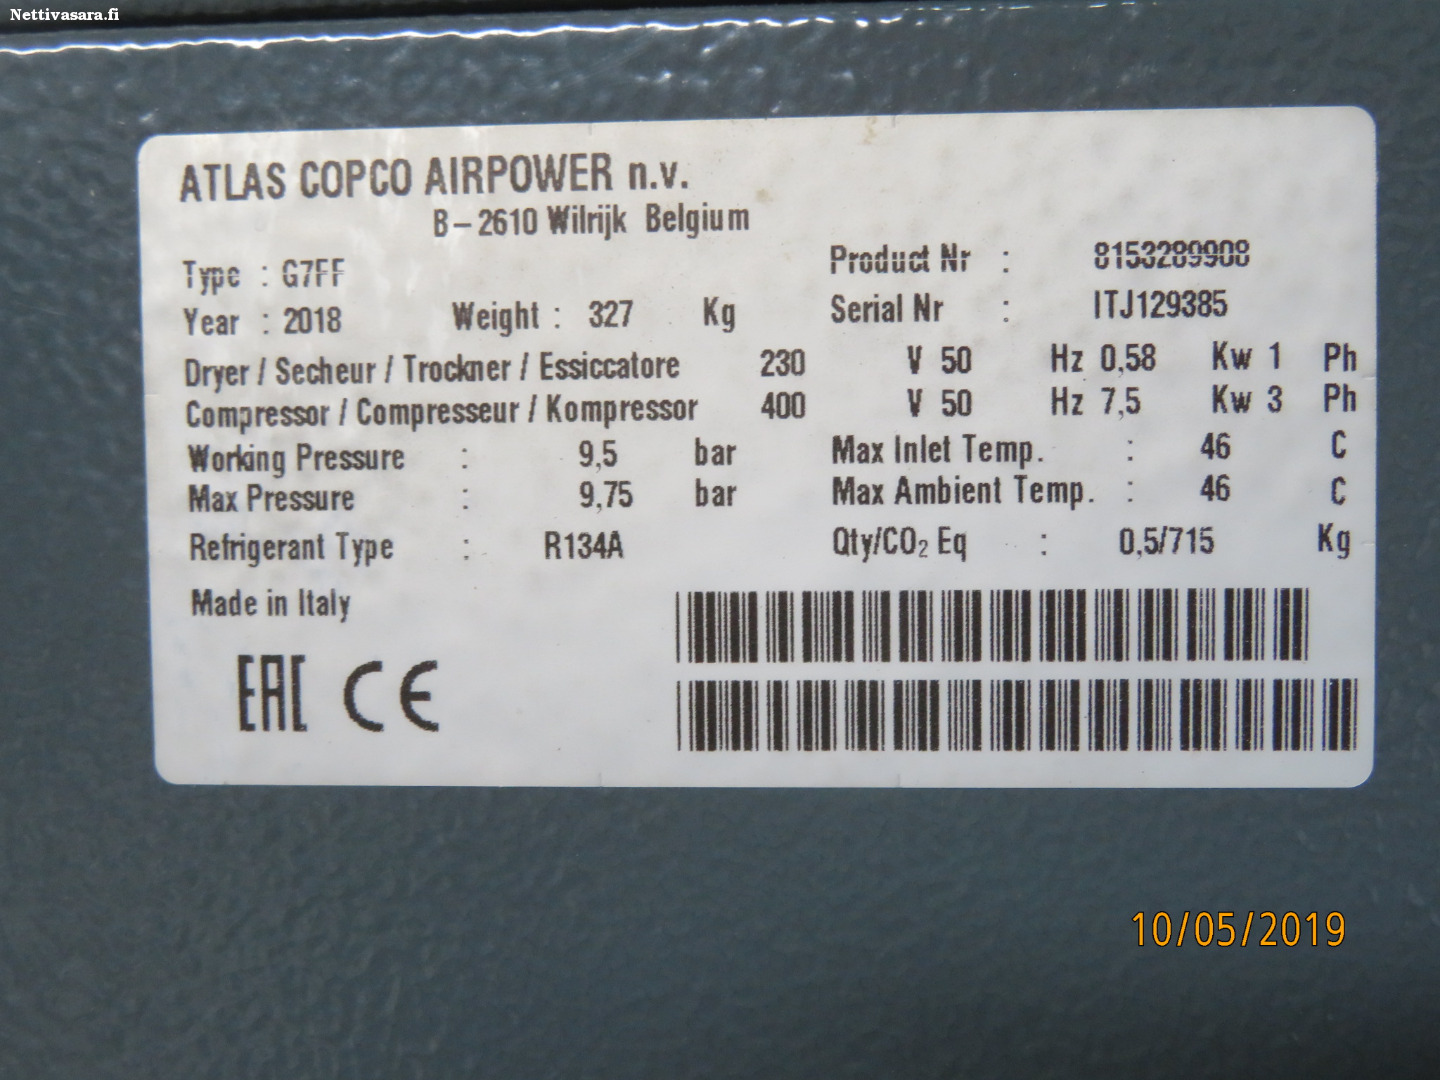 Nettivasara.fi
ATLAS COPCO AIRPOWER n.v.
B-2610 Wilrijk Belgium
Type : G7FF
Product Nr : 8153289908
Year : 2018 Weight : 327 Kg
Serial Nr : ITJ129385
Dryer / Secheur / Trockner / Essiccatore 230 V 50 Hz 0,58 Kw 1 Ph
Compressor / Compresseur / Kompressor 400 V 50 Hz 7,5 Kw 3 Ph
Working Pressure : 9,5 bar Max Inlet Temp. : 46 C
Max Pressure : 9,75 bar Max Ambient Temp. : 46 C
Refrigerant Type : R134A Qty/CO₂ Eq : 0,5/715 Kg
Made in Italy
EAC CE
10/05/2019